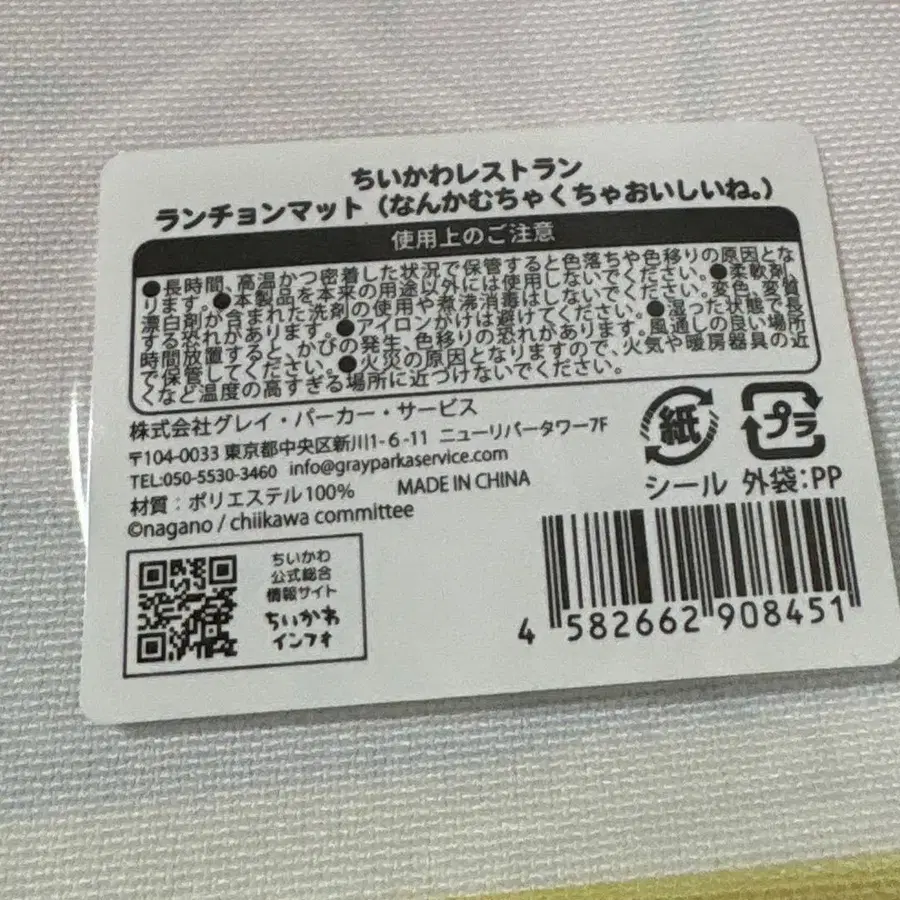 ちいかわレストラン
ランチョンマット（なんかむちゃくちゃおいしいね。）
使用上のご注意
●長時間、高温かつ密着した状況で保管すると色落ちや色移りの原因とな
ります。●本製品を本来の用途以外には使用しないでください。●柔軟剤、
漂白剤が含まれた洗剤の使用や煮沸消毒はしないでください。変色、変質
する恐れがあります。●アイロンがけは避けてください。●湿った状態で長
時間放置すると、かびの発生、色移りの恐れがあります。風通しの良い場所
で保管してください。●火災の原因となりますので、火気や暖房器具の近
くなど温度の高すぎる場所に近づけないでください。
株式会社グレイ・パーカー・サービス
〒104-0033 東京都中央区新川1-6-11 ニューリバータワー7F
TEL:050-5530-3460 info@grayparkaservice.com
材質：ポリエステル100% MADE IN CHINA
©nagano / chiikawa committee
紙
プラ
シール 外袋:PP
ちいかわ
公式総合
情報サイト
ちいかわ
インフォ
4 582662 908451